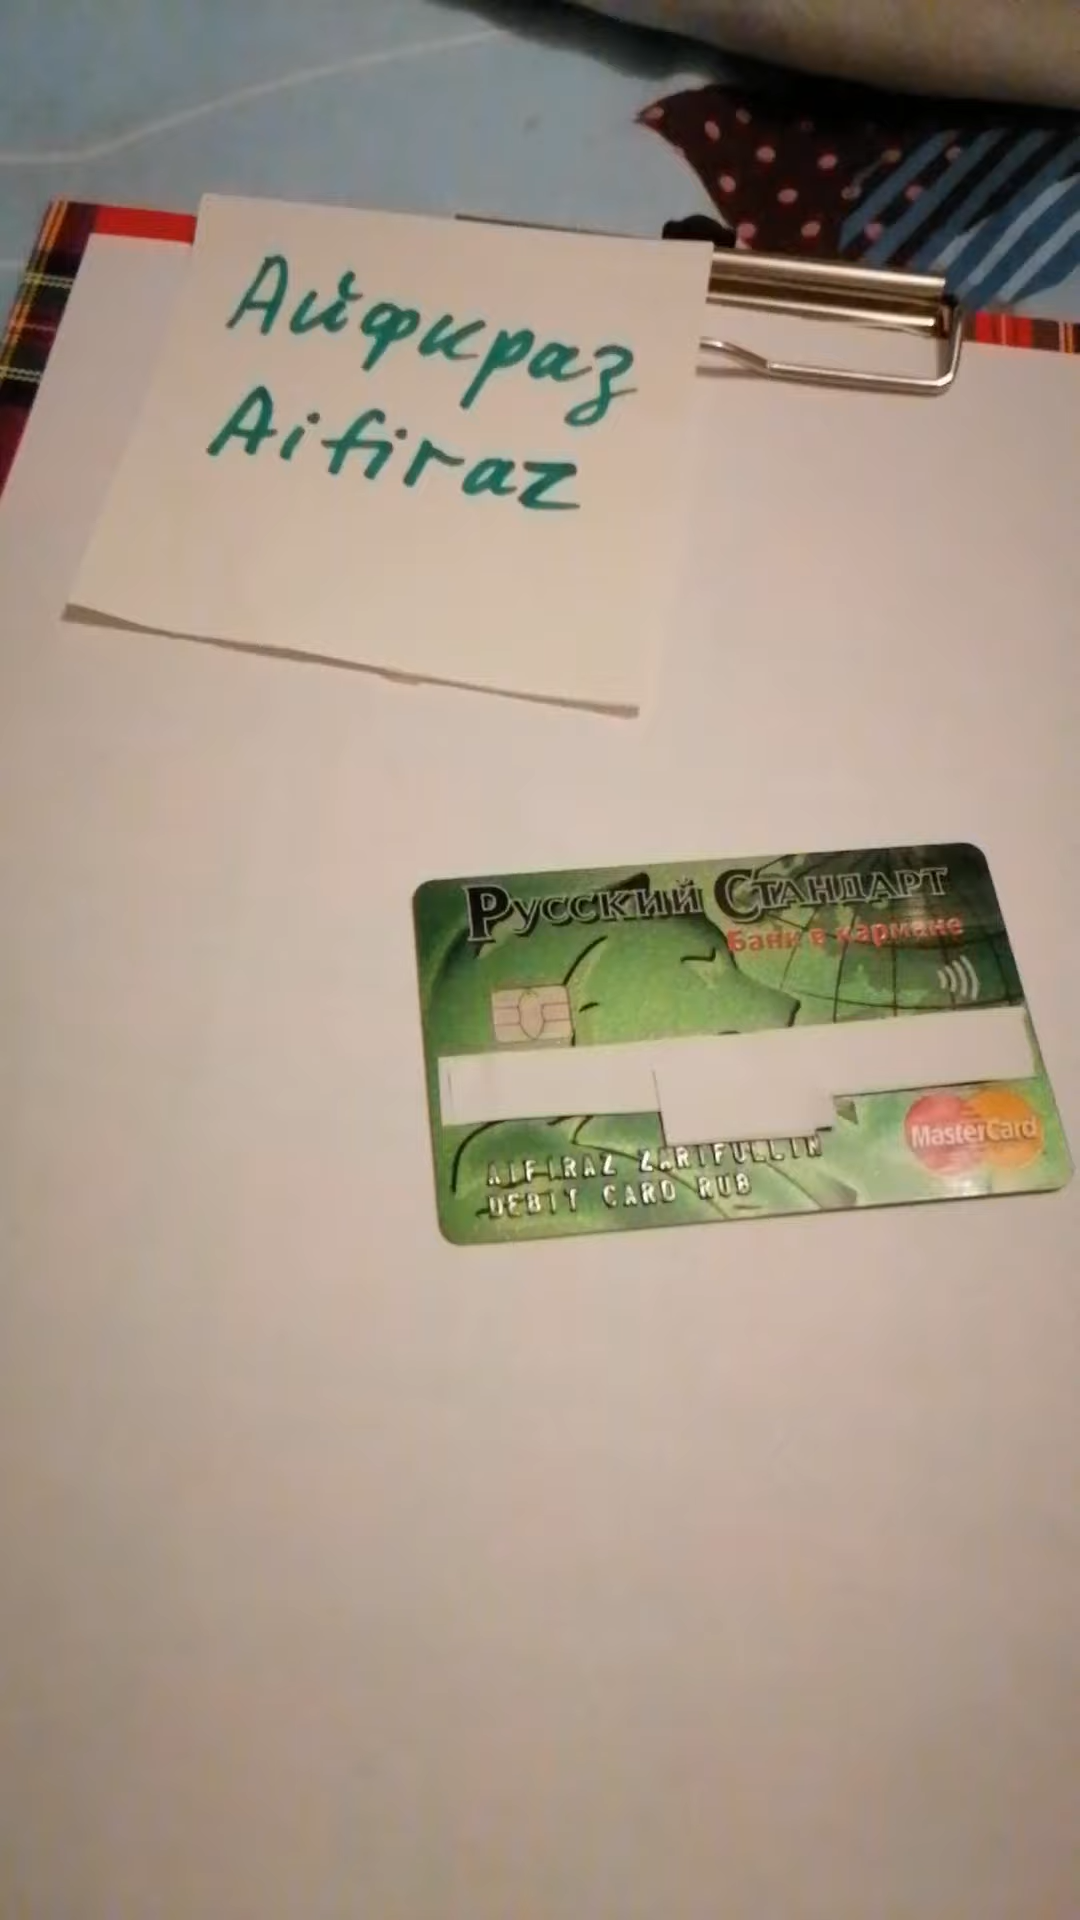 Айфираз
Aifiraz
Русский Стандарт
Банк в кармане
MasterCard
AIFIRAZ ZARIFULLIN
DEBIT CARD RUB